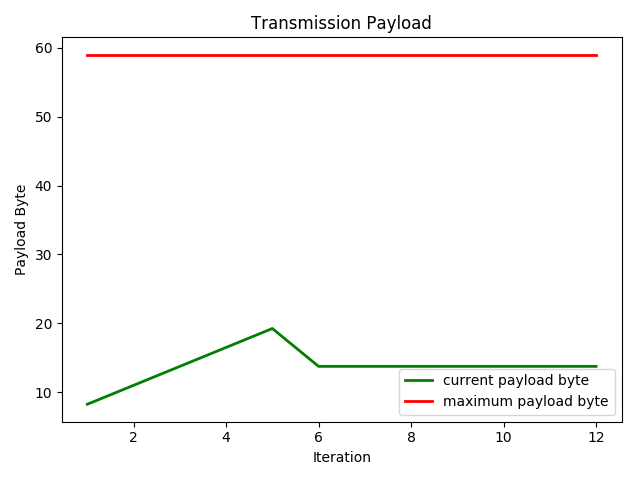 Transmission Payload
Payload Byte
60
50
40
30
20
10
2 4 6 8 10 12
Iteration
current payload byte
maximum payload byte